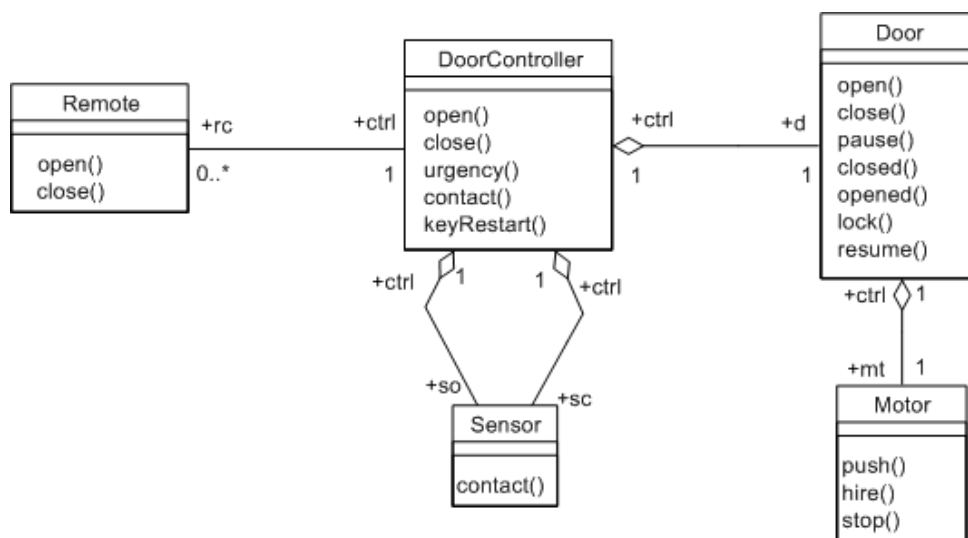 Door
DoorController
open()
close()
pause()
closed()
opened()
lock()
resume()
Remote
open()
close()
urgency()
contact()
keyRestart()
+rc
+ctrl
+ctrl
+d
open()
close()
0..*
1
1
1
+ctrl
1
1
+ctrl
+ctrl
1
+so
+sc
+mt
1
Sensor
Motor
contact()
push()
hire()
stop()